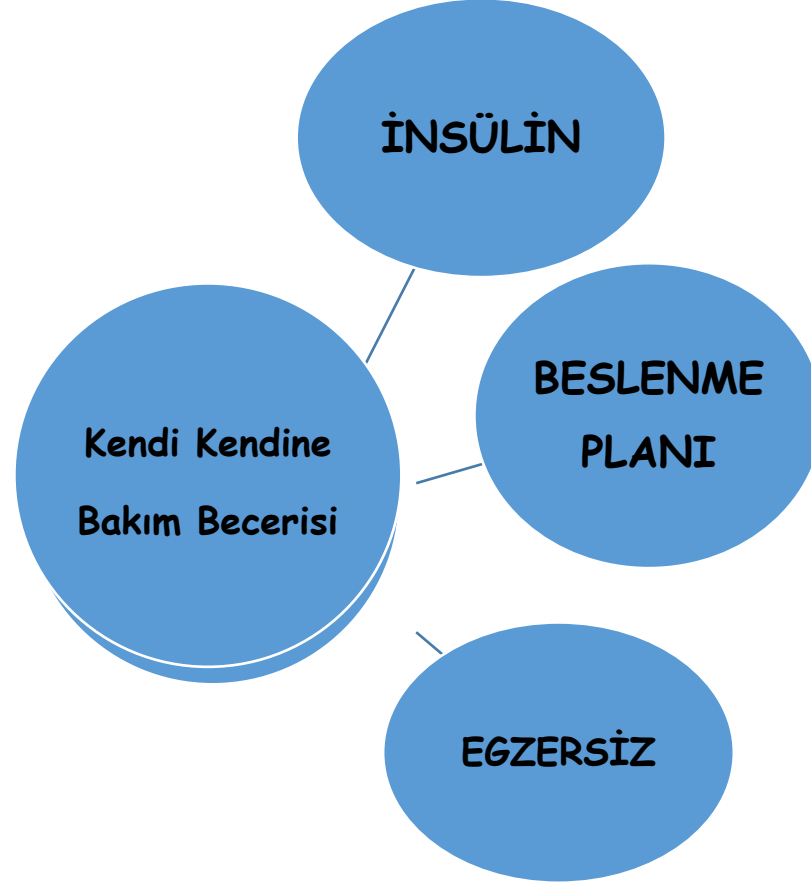 İNSÜLİN
BESLENME
PLANI
Kendi Kendine
Bakım Becerisi
EGZERSİZ